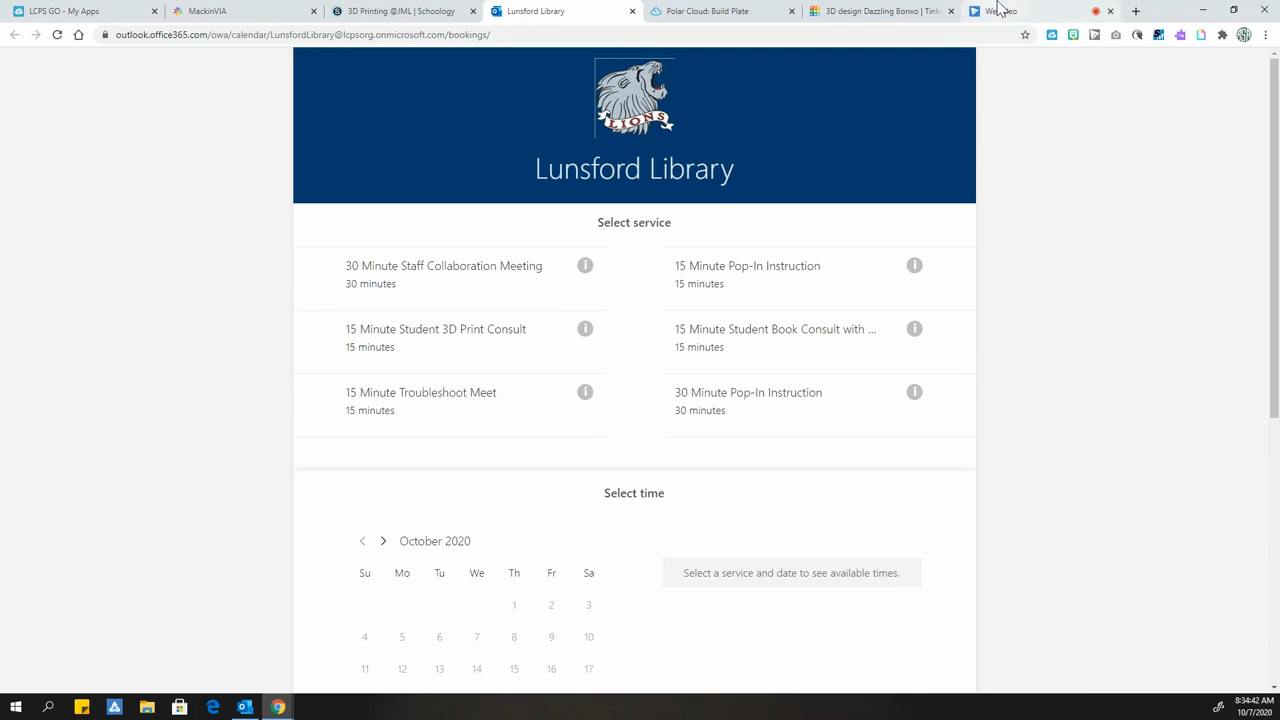 LCPS GO - My Apps
MackinVIA
3D Printing @JML | Schoology
Lunsford Library
Polar Cloud: Build Plate
3D design Dazzling Borwo | Tink
outlook.office365.com/owa/calendar/LunsfordLibrary@lcpsorg.onmicrosoft.com/bookings/
LIONS
Lunsford Library
Select service
30 Minute Staff Collaboration Meeting
30 minutes
15 Minute Pop-In Instruction
15 minutes
15 Minute Student 3D Print Consult
15 minutes
15 Minute Student Book Consult with ...
15 minutes
15 Minute Troubleshoot Meet
15 minutes
30 Minute Pop-In Instruction
30 minutes
Select time
October 2020
Select a service and date to see available times.
Su Mo Tu We Th Fr Sa
1 2 3
4 5 6 7 8 9 10
11 12 13 14 15 16 17
8:34:42 AM
10/7/2020